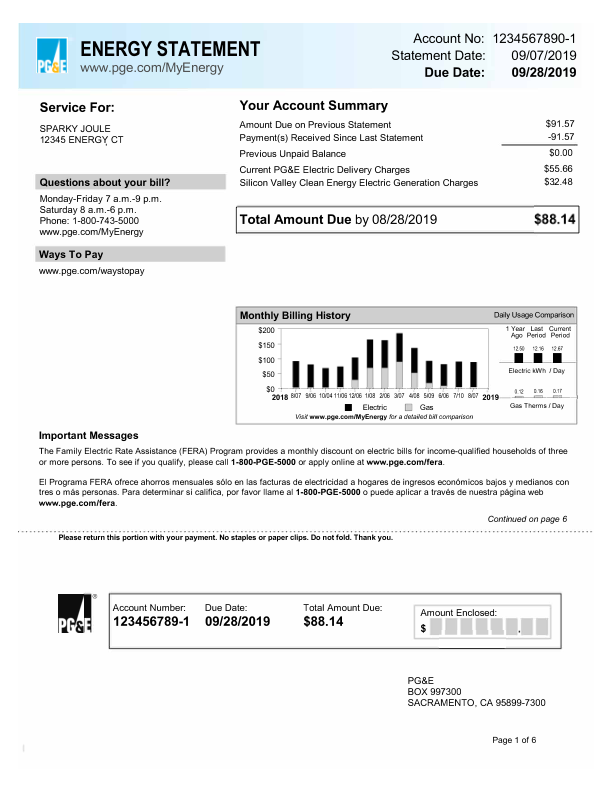 PG&E
ENERGY STATEMENT
www.pge.com/MyEnergy
Account No: 1234567890-1
Statement Date: 09/07/2019
Due Date: 09/28/2019
Service For:
SPARKY JOULE
12345 ENERGY CT
Questions about your bill?
Monday-Friday 7 a.m.-9 p.m.
Saturday 8 a.m.-6 p.m.
Phone: 1-800-743-5000
www.pge.com/MyEnergy
Ways To Pay
www.pge.com/waystopay
Your Account Summary
Amount Due on Previous Statement $91.57
Payment(s) Received Since Last Statement -91.57
Previous Unpaid Balance $0.00
Current PG&E Electric Delivery Charges $55.66
Silicon Valley Clean Energy Electric Generation Charges $32.48
Total Amount Due by 08/28/2019 $88.14
Monthly Billing History
$200
$150
$100
$50
$0
2018 8/07 9/06 10/04 11/06 12/06 1/08 2/06 3/07 4/08 5/09 6/06 7/10 8/07 2019
Electric Gas
Visit www.pge.com/MyEnergy for a detailed bill comparison
Daily Usage Comparison
1 Year Ago Last Period Current Period
12.50 12.16 12.67
Electric kWh / Day
0.12 0.16 0.17
Gas Therms / Day
Important Messages
The Family Electric Rate Assistance (FERA) Program provides a monthly discount on electric bills for income-qualified households of three
or more persons. To see if you qualify, please call 1-800-PGE-5000 or apply online at www.pge.com/fera.
El Programa FERA ofrece ahorros mensuales sólo en las facturas de electricidad a hogares de ingresos económicos bajos y medianos con
tres o más personas. Para determinar si califica, por favor llame al 1-800-PGE-5000 o puede aplicar a través de nuestra página web
www.pge.com/fera.
Continued on page 6
Please return this portion with your payment. No staples or paper clips. Do not fold. Thank you.
PG&E®
Account Number: Due Date: Total Amount Due:
123456789-1 09/28/2019 $88.14
Amount Enclosed:
$ .
PG&E
BOX 997300
SACRAMENTO, CA 95899-7300
Page 1 of 6